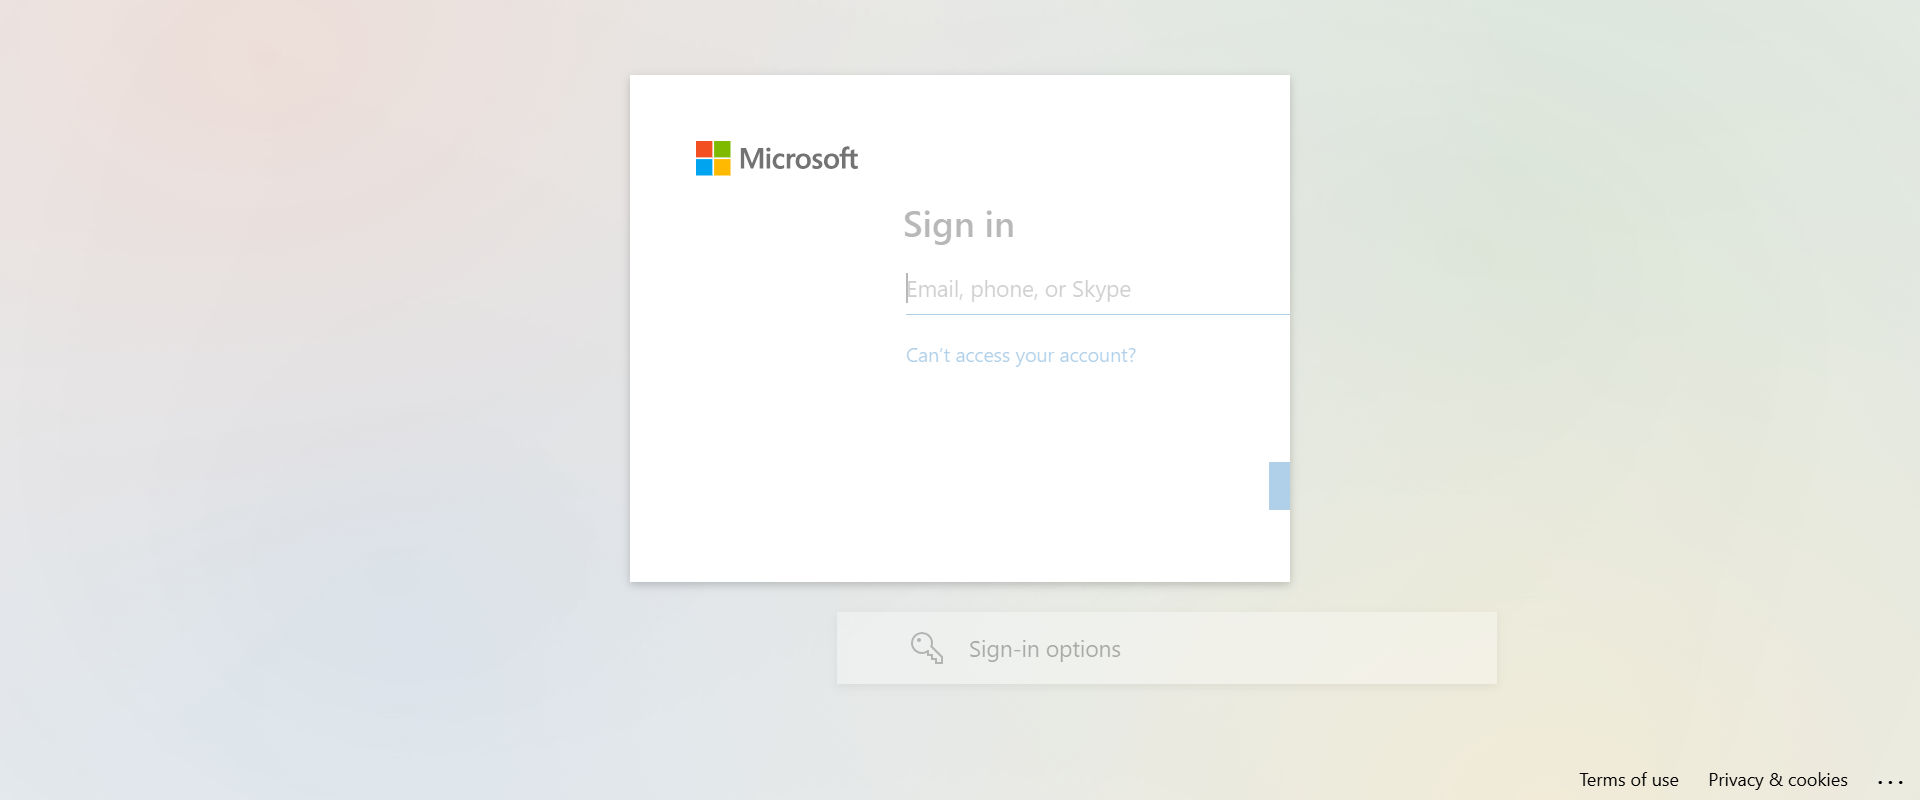 Microsoft
Sign in
Email, phone, or Skype
Can't access your account?
Sign-in options
Terms of use
Privacy & cookies
...